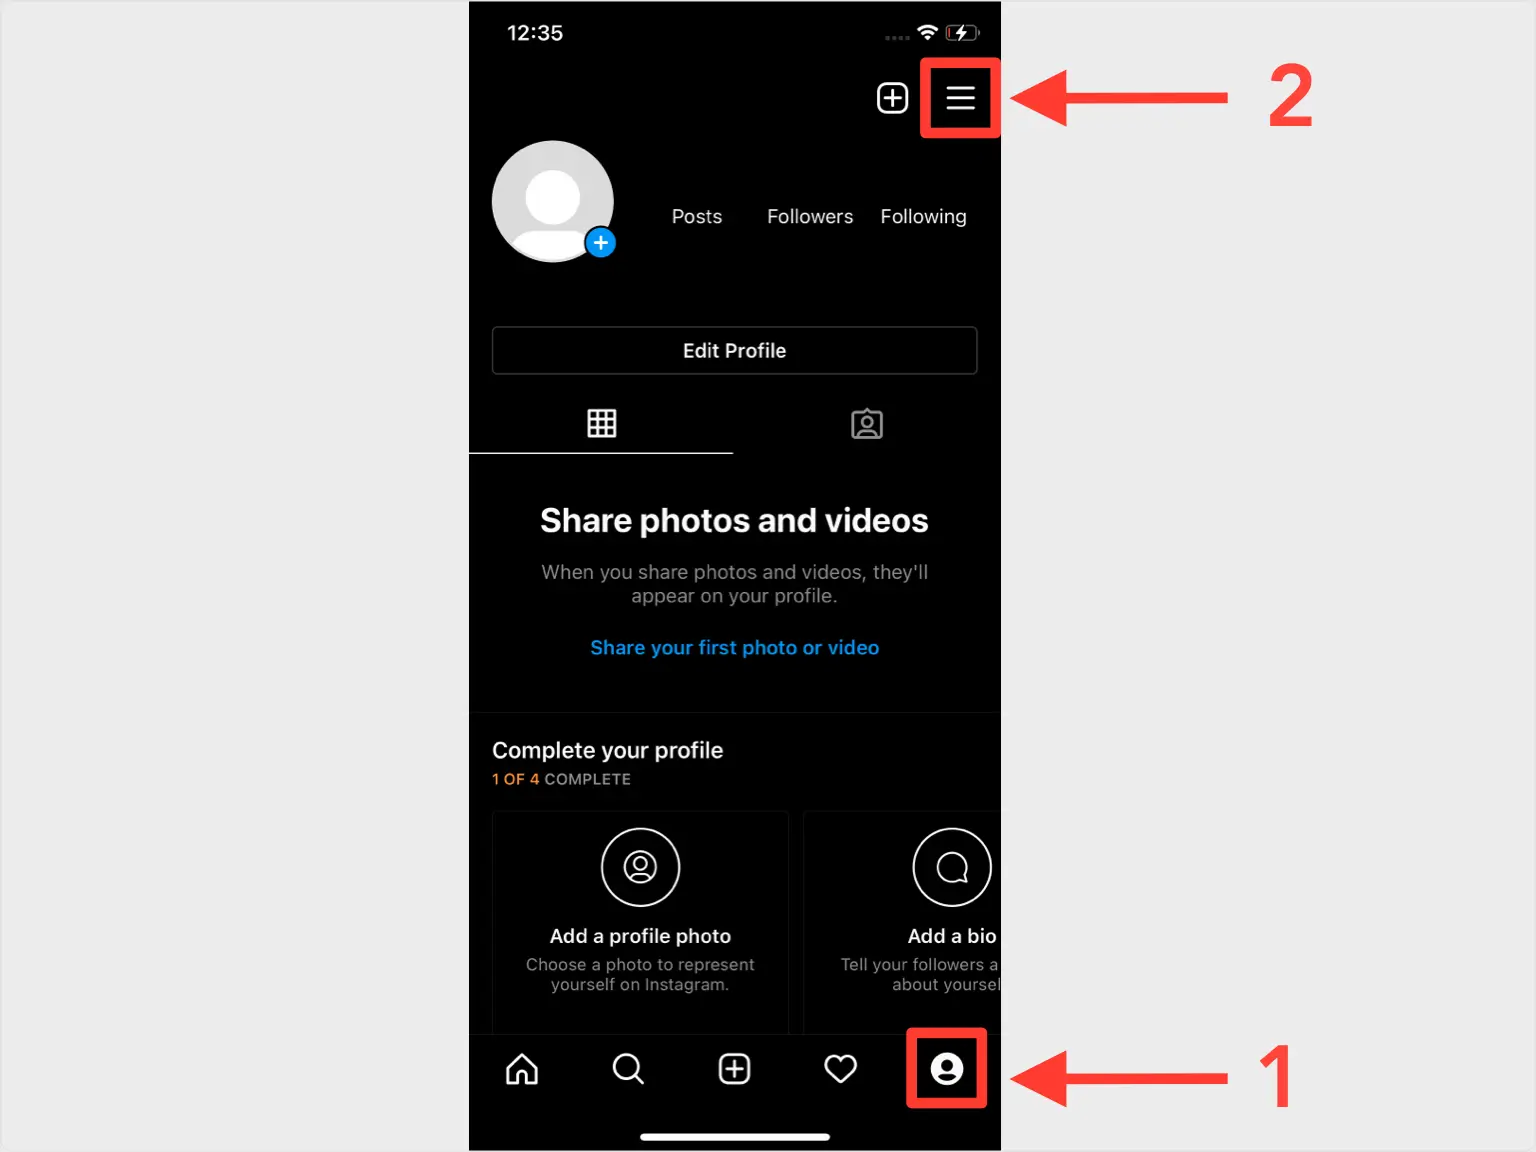 12:35
2
Posts Followers Following
Edit Profile
Share photos and videos
When you share photos and videos, they'll
appear on your profile.
Share your first photo or video
Complete your profile
1 OF 4 COMPLETE
Add a profile photo
Choose a photo to represent
yourself on Instagram.
Add a bio
Tell your followers a
about yoursel
1